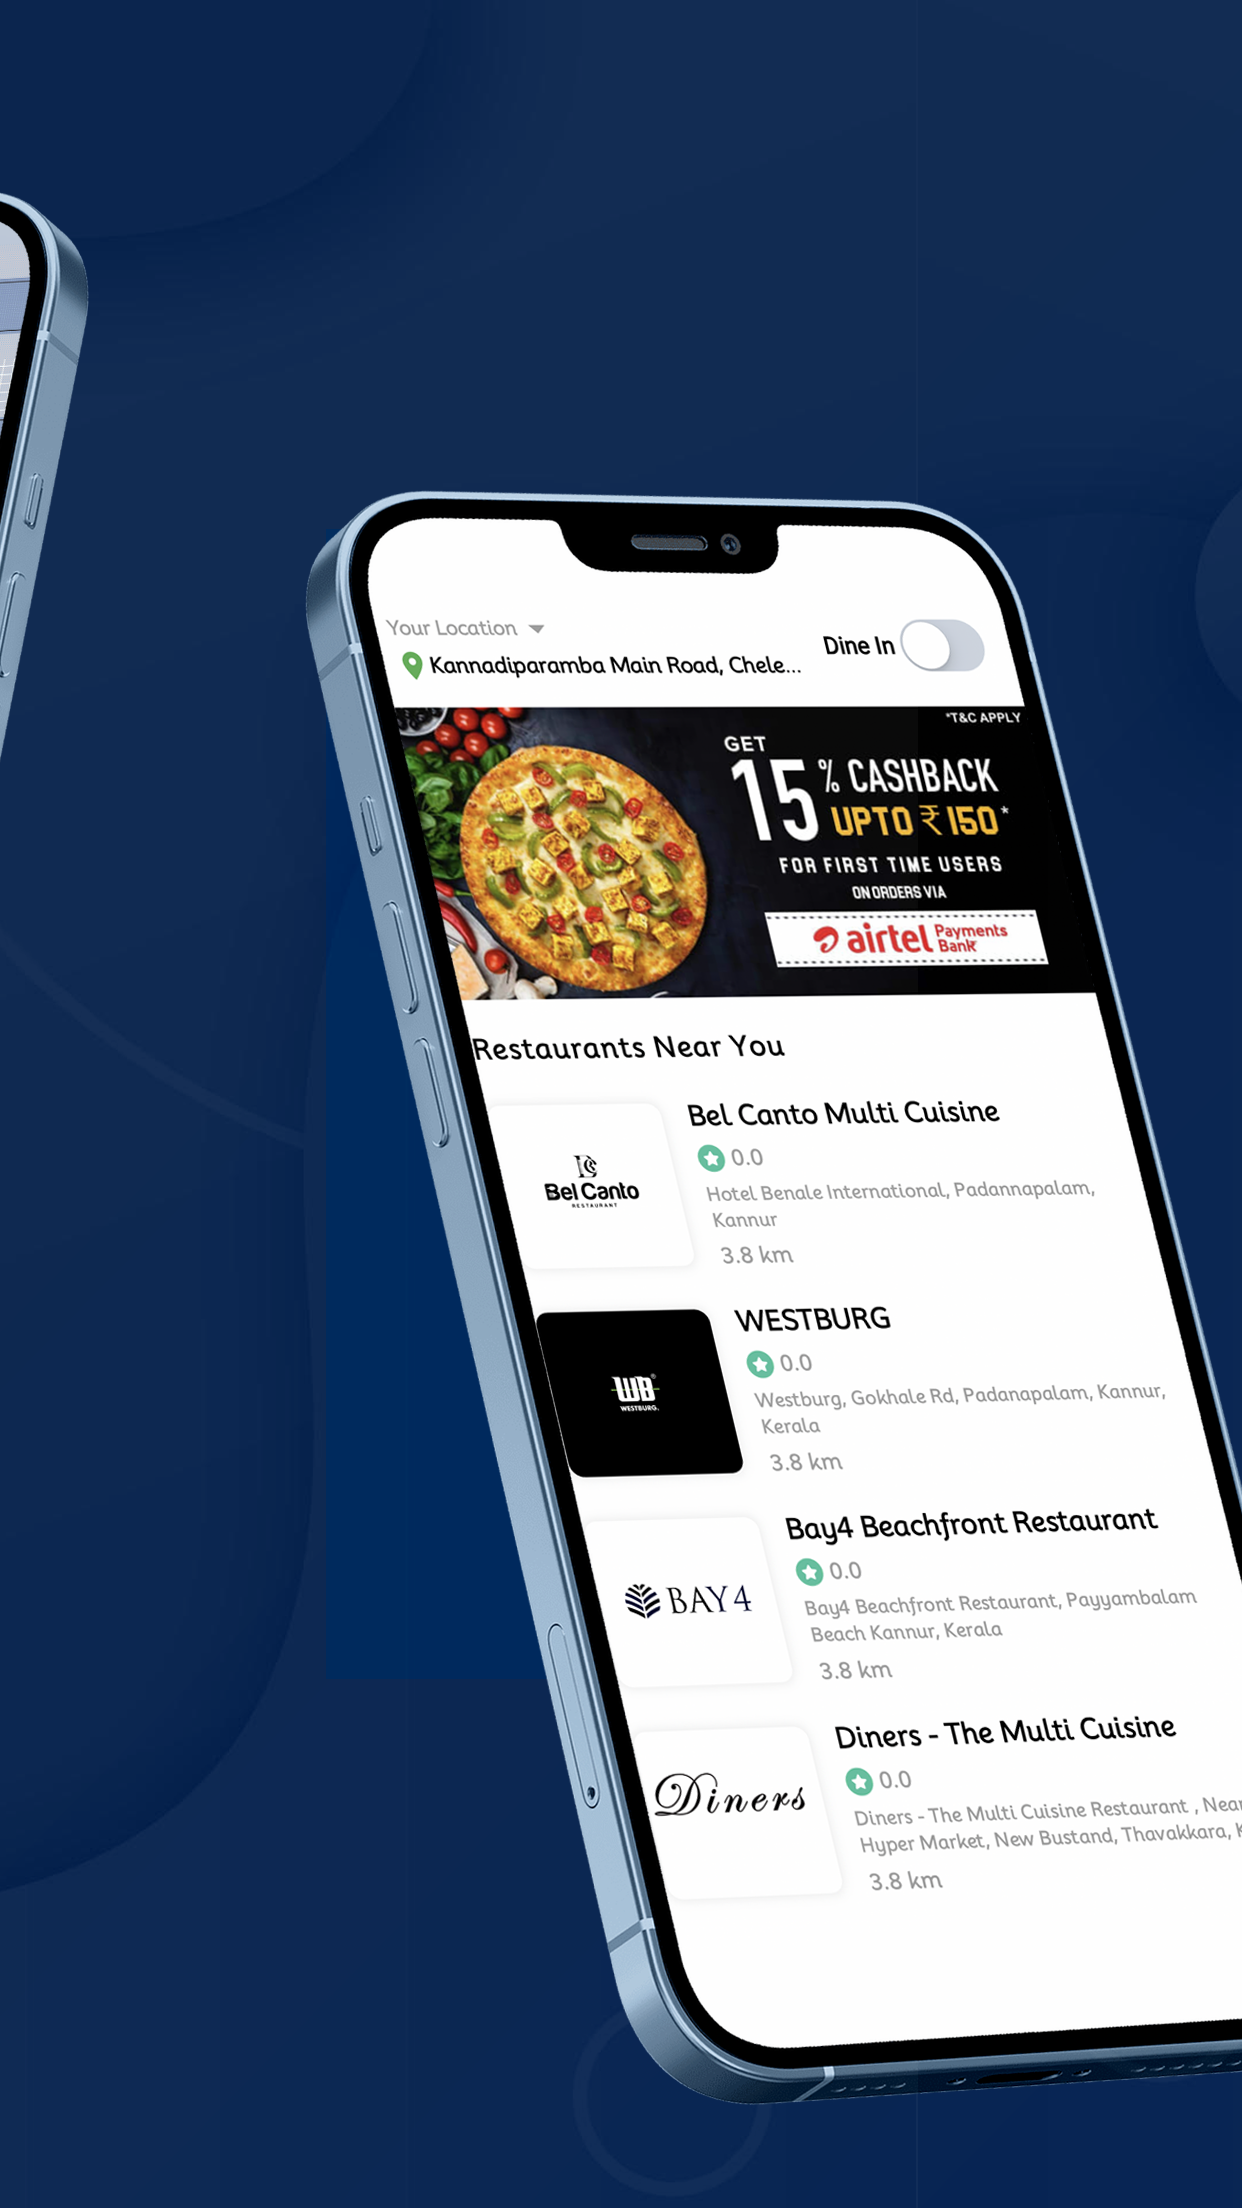 Your Location
Kannadiparamba Main Road, Chele...
Dine In
*T&C APPLY
GET
15% CASHBACK
UPTO ₹150*
FOR FIRST TIME USERS
ON ORDERS VIA
airtel Payments Bank
Restaurants Near You
BC
Bel Canto
RESTAURANT
Bel Canto Multi Cuisine
0.0
Hotel Benale International, Padannapalam,
Kannur
3.8 km
WB®
WESTBURG.
WESTBURG
0.0
Westburg, Gokhale Rd, Padanapalam, Kannur,
Kerala
3.8 km
BAY4
Bay4 Beachfront Restaurant
0.0
Bay4 Beachfront Restaurant, Payyambalam
Beach Kannur, Kerala
3.8 km
Diners
Diners - The Multi Cuisine
0.0
Diners - The Multi Cuisine Restaurant , Near
Hyper Market, New Bustand, Thavakkara, K
3.8 km